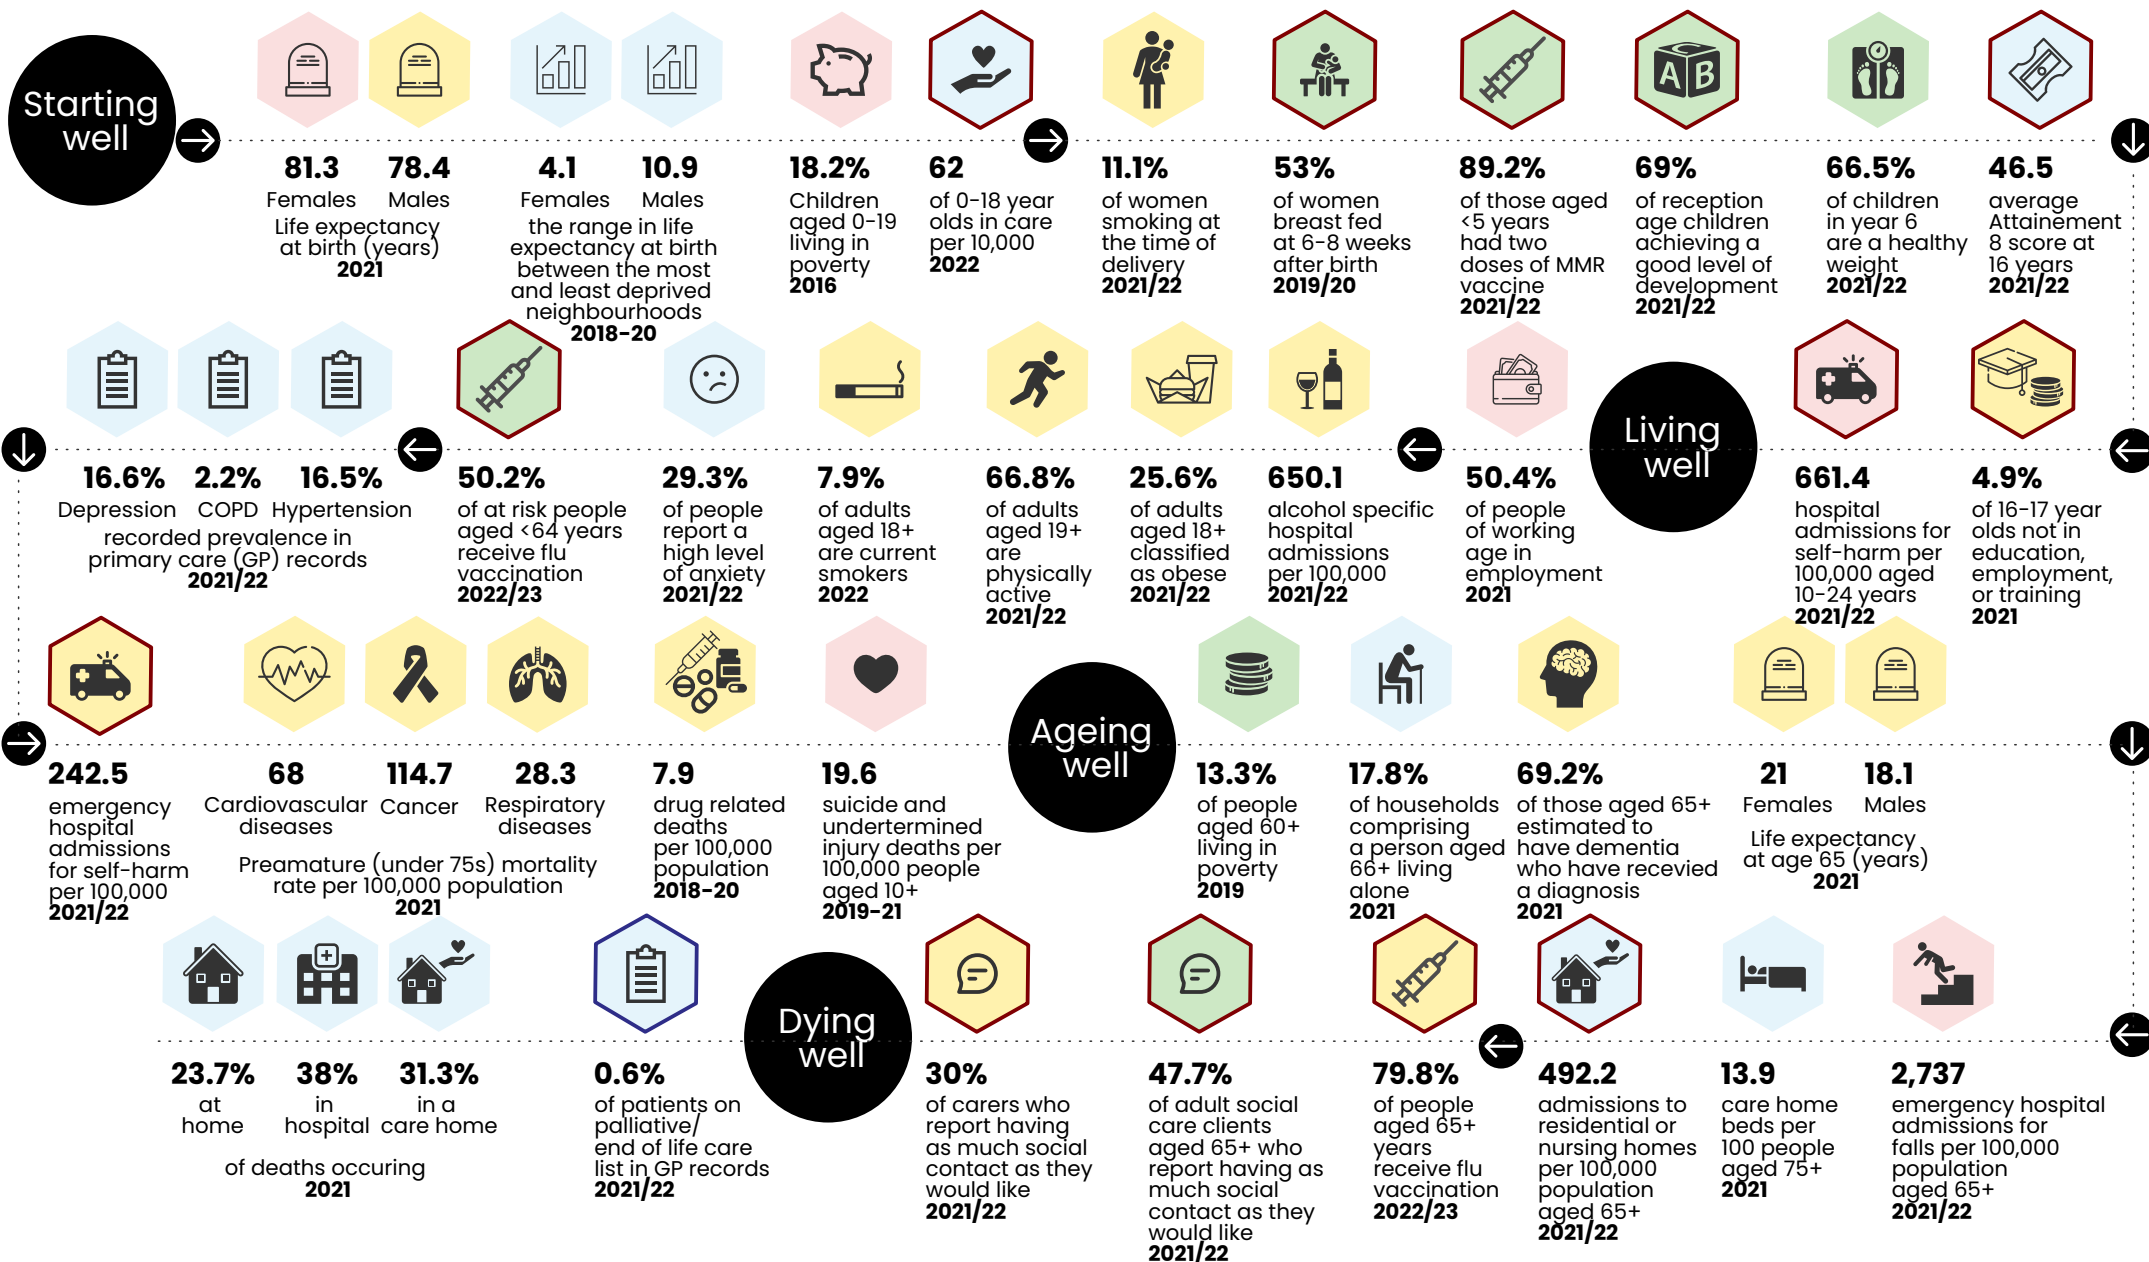 Starting
well
81.3
Females
78.4
Males
Life expectancy
at birth (years)
2021
4.1
Females
10.9
Males
the range in life
expectancy at birth
between the most
and least deprived
neighbourhoods
2018-20
18.2%
Children
aged 0-19
living in
poverty
2016
62
of 0-18 year
olds in care
per 10,000
2022
11.1%
of women
smoking at
the time of
delivery
2021/22
53%
of women
breast fed
at 6-8 weeks
after birth
2019/20
89.2%
of those aged
<5 years
had two
doses of MMR
vaccine
2021/22
A B C
69%
of reception
age children
achieving a
good level of
development
2021/22
66.5%
of children
in year 6
are a healthy
weight
2021/22
46.5
average
Attainement
8 score at
16 years
2021/22
4.9%
of 16-17 year
olds not in
education,
employment,
or training
2021
661.4
hospital
admissions for
self-harm per
100,000 aged
10-24 years
2021/22
Living
well
50.4%
of people
of working
age in
employment
2021
650.1
alcohol specific
hospital
admissions
per 100,000
2021/22
25.6%
of adults
aged 18+
classified
as obese
2021/22
66.8%
of adults
aged 19+
are
physically
active
2021/22
7.9%
of adults
aged 18+
are current
smokers
2022
29.3%
of people
report a
high level
of anxiety
2021/22
50.2%
of at risk people
aged <64 years
receive flu
vaccination
2022/23
16.6%
Depression
2.2%
COPD
16.5%
Hypertension
recorded prevalence in
primary care (GP) records
2021/22
242.5
emergency
hospital
admissions
for self-harm
per 100,000
2021/22
68
Cardiovascular
diseases
114.7
Cancer
28.3
Respiratory
diseases
Preamature (under 75s) mortality
rate per 100,000 population
2021
7.9
drug related
deaths
per 100,000
population
2018-20
19.6
suicide and
undertermined
injury deaths per
100,000 people
aged 10+
2019-21
Ageing
well
13.3%
of people
aged 60+
living in
poverty
2019
17.8%
of households
comprising
a person aged
66+ living
alone
2021
69.2%
of those aged 65+
estimated to
have dementia
who have recevied
a diagnosis
2021
21
Females
18.1
Males
Life expectancy
at age 65 (years)
2021
2,737
emergency hospital
admissions for
falls per 100,000
population
aged 65+
2021/22
13.9
care home
beds per
100 people
aged 75+
2021
492.2
admissions to
residential or
nursing homes
per 100,000
population
aged 65+
2021/22
79.8%
of people
aged 65+
years
receive flu
vaccination
2022/23
47.7%
of adult social
care clients
aged 65+ who
report having as
much social
contact as they
would like
2021/22
30%
of carers who
report having
as much social
contact as they
would like
2021/22
Dying
well
0.6%
of patients on
palliative/
end of life care
list in GP records
2021/22
23.7%
at
home
38%
in
hospital
31.3%
in a
care home
of deaths occuring
2021